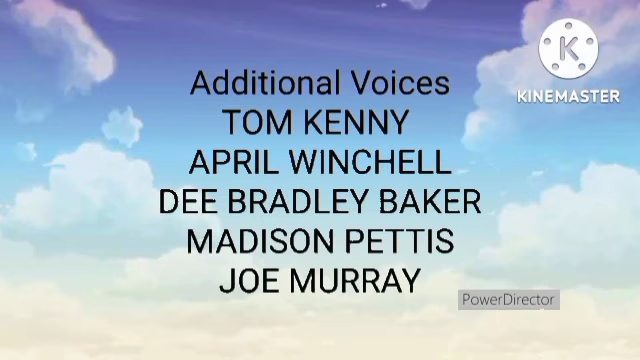 Additional Voices
TOM KENNY
APRIL WINCHELL
DEE BRADLEY BAKER
MADISON PETTIS
JOE MURRAY
K
KINEMASTER
PowerDirector